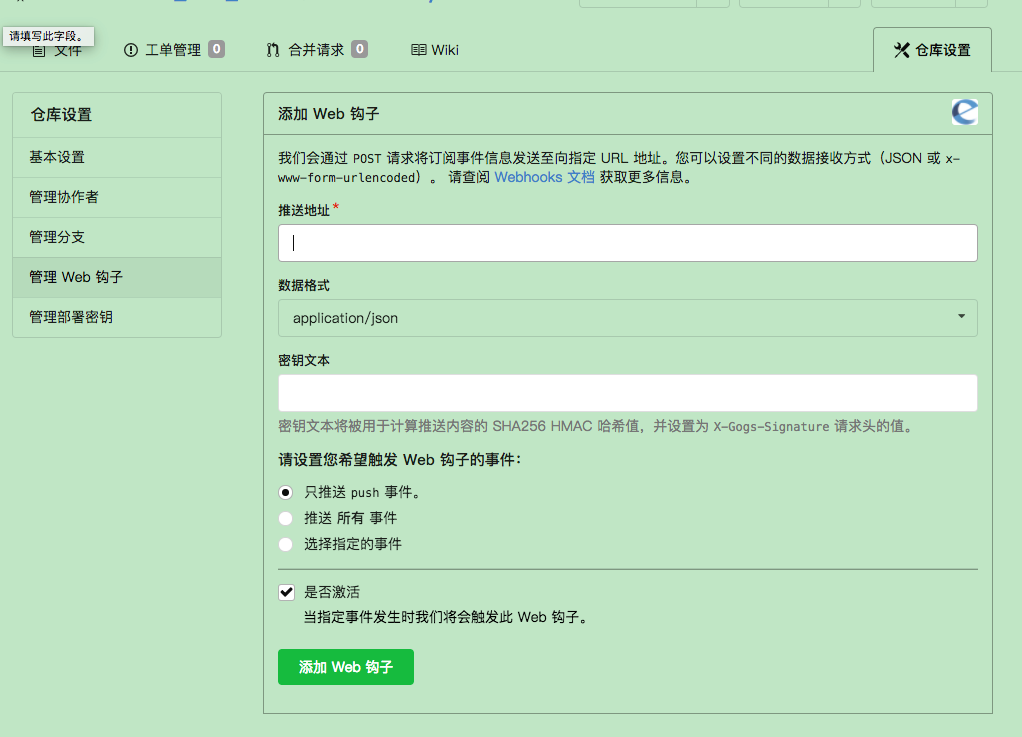 请填写此字段。
文件 工单管理 0 合并请求 0 Wiki 仓库设置
仓库设置
基本设置
管理协作者
管理分支
管理 Web 钩子
管理部署密钥
添加 Web 钩子
我们会通过 POST 请求将订阅事件信息发送至向指定 URL 地址。您可以设置不同的数据接收方式（JSON 或 x-
www-form-urlencoded）。 请查阅 Webhooks 文档 获取更多信息。
推送地址*
数据格式
application/json
密钥文本
密钥文本将被用于计算推送内容的 SHA256 HMAC 哈希值，并设置为 X-Gogs-Signature 请求头的值。
请设置您希望触发 Web 钩子的事件：
只推送 push 事件。
推送 所有 事件
选择指定的事件
是否激活
当指定事件发生时我们将会触发此 Web 钩子。
添加 Web 钩子